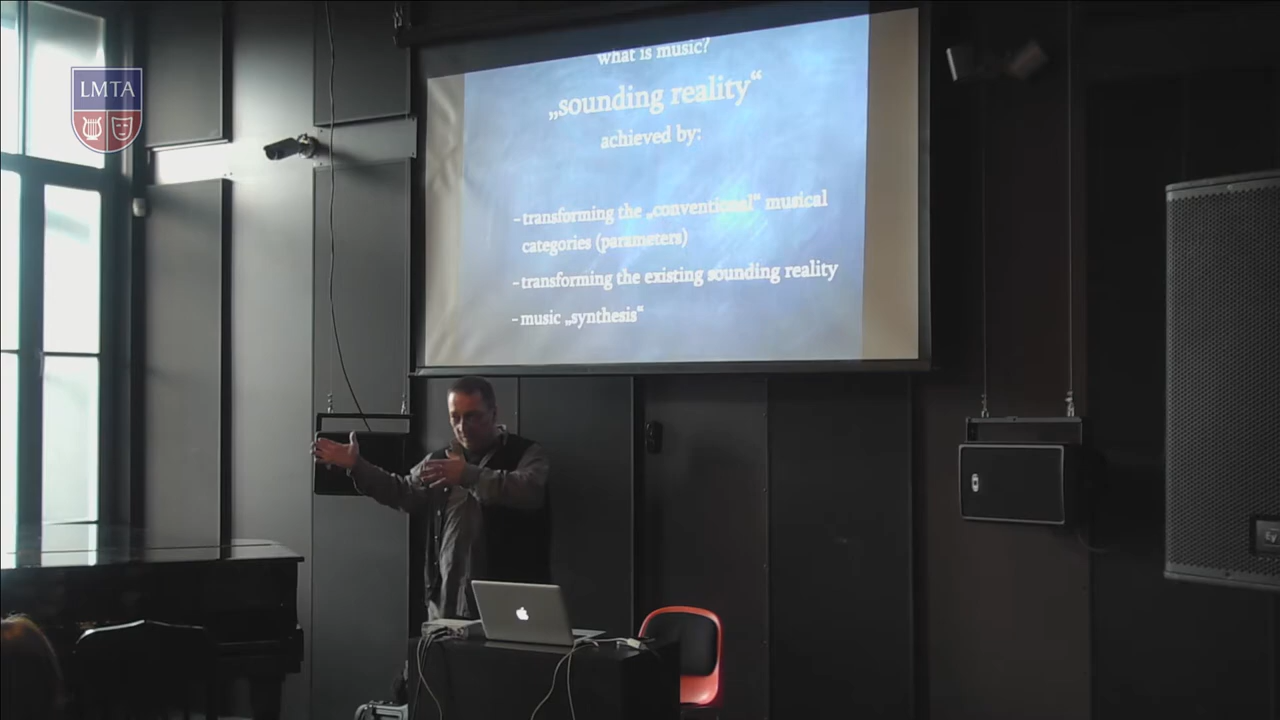 LMTA
what is music?
„sounding reality“
achieved by:
– transforming the „conventional“ musical
categories (parameters)
– transforming the existing sounding reality
– music „synthesis“